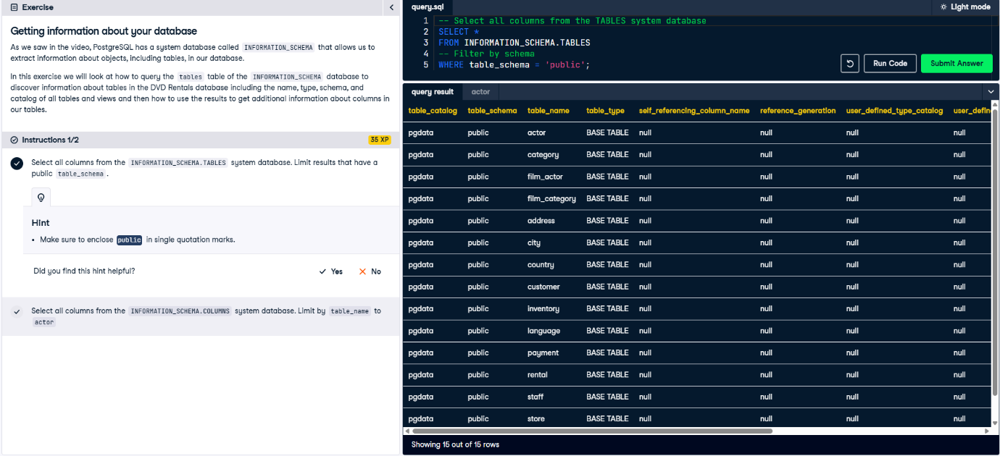 Exercise
Getting information about your database
As we saw in the video, PostgreSQL has a system database called INFORMATION_SCHEMA that allows us to
extract information about objects, including tables, in our database.
In this exercise we will look at how to query the tables table of the INFORMATION_SCHEMA database to
discover information about tables in the DVD Rentals database including the name, type, schema, and
catalog of all tables and views and then how to use the results to get additional information about columns in
our tables.
Instructions 1/2
35 XP
Select all columns from the INFORMATION_SCHEMA.TABLES system database. Limit results that have a
public table_schema.
Hint
• Make sure to enclose public in single quotation marks.
Did you find this hint helpful?
Yes
No
Select all columns from the INFORMATION_SCHEMA.COLUMNS system database. Limit by table_name to
actor
query.sql
Light mode
1 -- Select all columns from the TABLES system database
2 SELECT *
3 FROM INFORMATION_SCHEMA.TABLES
4 -- Filter by schema
5 WHERE table_schema = 'public';
Run Code
Submit Answer
query result
actor
table_catalog table_schema table_name table_type self_referencing_column_name reference_generation user_defined_type_catalog user_define
pgdata public actor BASE TABLE null null null null
pgdata public category BASE TABLE null null null null
pgdata public film_actor BASE TABLE null null null null
pgdata public film_category BASE TABLE null null null null
pgdata public address BASE TABLE null null null null
pgdata public city BASE TABLE null null null null
pgdata public country BASE TABLE null null null null
pgdata public customer BASE TABLE null null null null
pgdata public inventory BASE TABLE null null null null
pgdata public language BASE TABLE null null null null
pgdata public payment BASE TABLE null null null null
pgdata public rental BASE TABLE null null null null
pgdata public staff BASE TABLE null null null null
pgdata public store BASE TABLE null null null null
Showing 15 out of 15 rows